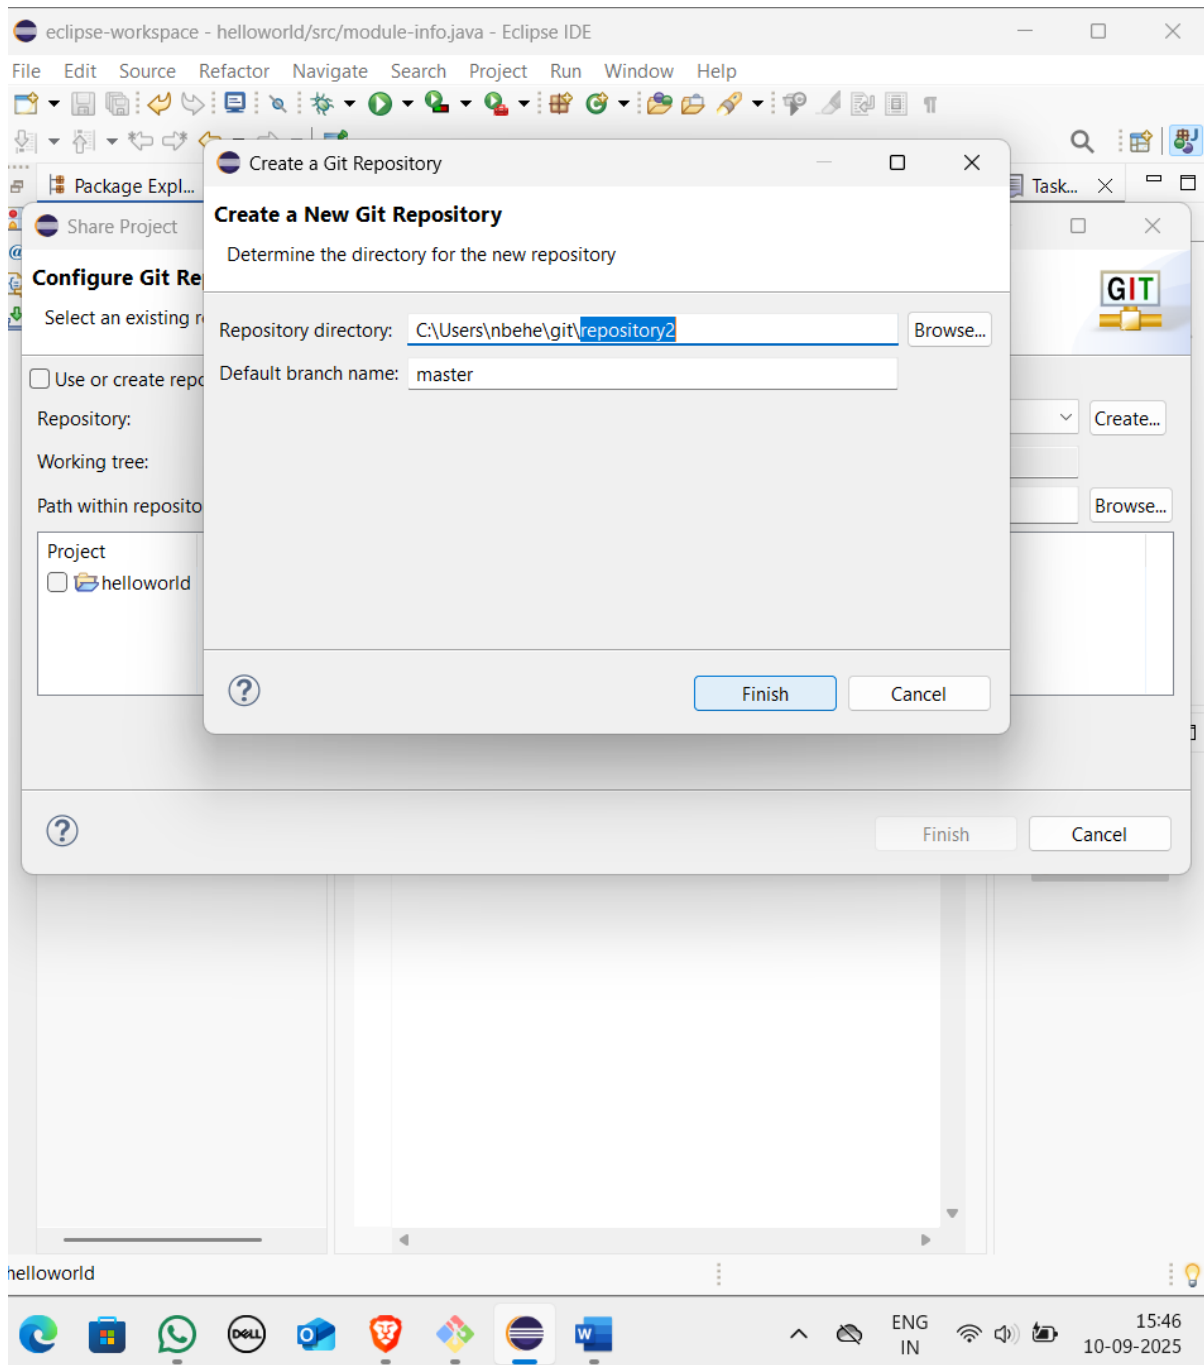 eclipse-workspace - helloworld/src/module-info.java - Eclipse IDE
File Edit Source Refactor Navigate Search Project Run Window Help
Package Expl...
Task...
Create a Git Repository
Create a New Git Repository
Determine the directory for the new repository
Repository directory: C:\Users\nbehe\git\repository2 Browse...
Default branch name: master
Finish Cancel
Share Project
Configure Git Re
Select an existing r
GIT
Use or create repo
Repository: Create...
Working tree:
Path within reposito Browse...
Project
helloworld
Finish Cancel
helloworld
DELL
ENG
IN
15:46
10-09-2025